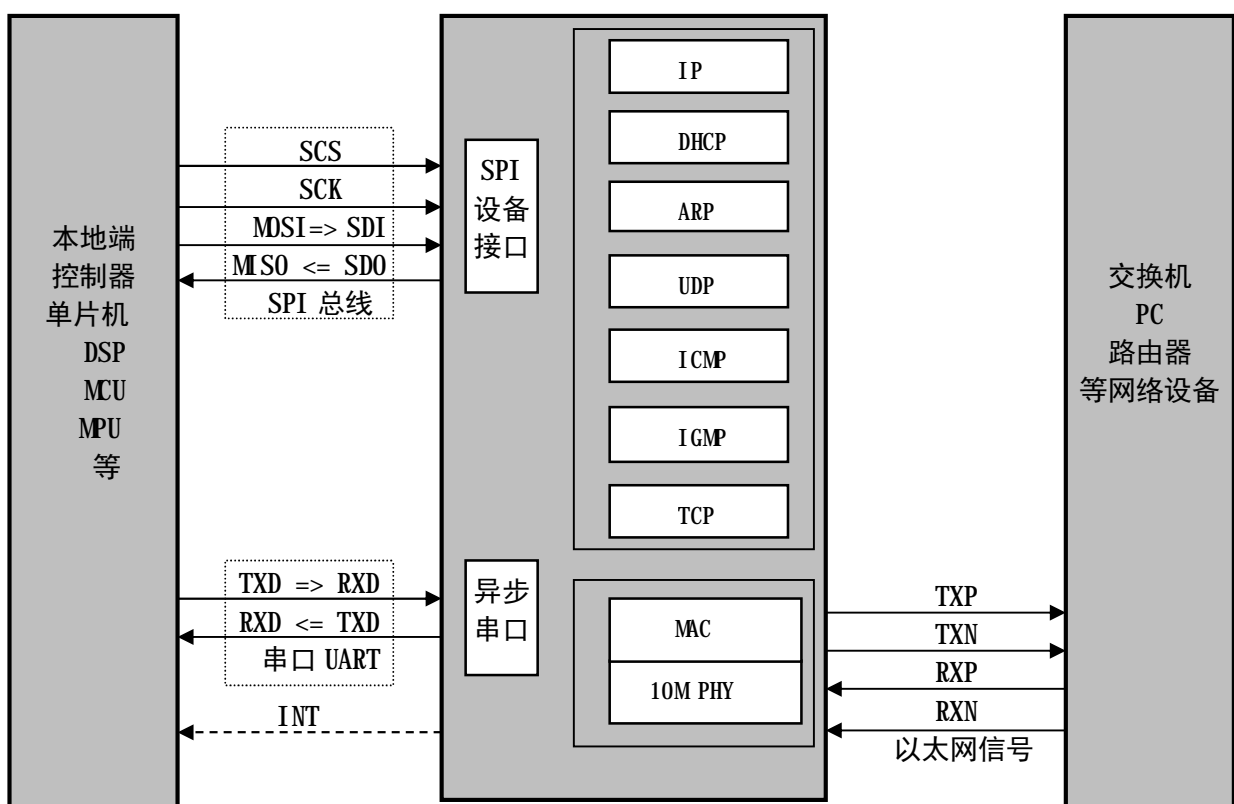 本地端
控制器
单片机
DSP
MCU
MPU
等
SCS
SCK
MOSI=> SDI
MISO <= SDO
SPI 总线
TXD => RXD
RXD <= TXD
串口 UART
INT
SPI
设备
接口
异步
串口
IP
DHCP
ARP
UDP
ICMP
IGMP
TCP
MAC
10M PHY
TXP
TXN
RXP
RXN
以太网信号
交换机
PC
路由器
等网络设备